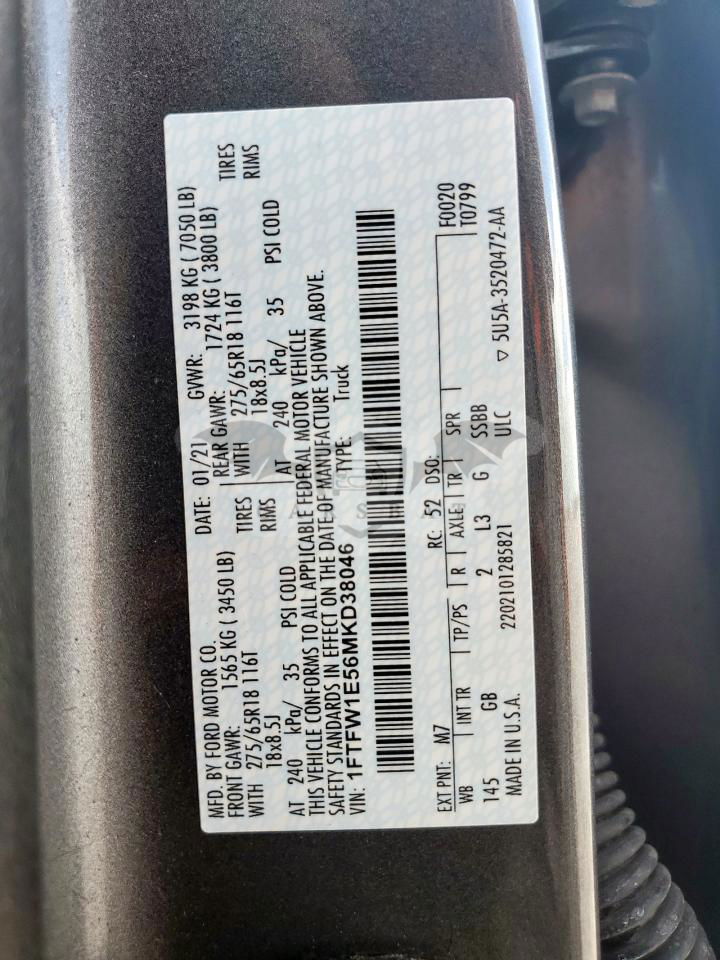 MFD. BY FORD MOTOR CO.
DATE: 01/21 GVWR: 3198 KG ( 7050 LB)
FRONT GAWR: 1565 KG ( 3450 LB) REAR GAWR: 1724 KG ( 3800 LB)
WITH 275/65R18 116T TIRES WITH 275/65R18 116T TIRES
18x8.5J RIMS 18x8.5J RIMS
AT 240 kPa/ 35 PSI COLD AT 240 kPa/ 35 PSI COLD
THIS VEHICLE CONFORMS TO ALL APPLICABLE FEDERAL MOTOR VEHICLE
SAFETY STANDARDS IN EFFECT ON THE DATE OF MANUFACTURE SHOWN ABOVE.
VIN: 1FTFW1E56MKD38046 TYPE: Truck
EXT PNT: M7 RC: 52 DSO: F0020
T0799
WB INT TR TP/PS R AXLE TR SPR
145 GB 2 L3 G SSBB
MADE IN U.S.A. 2202101285821 ULC ▽ 5U5A-3520472-AA